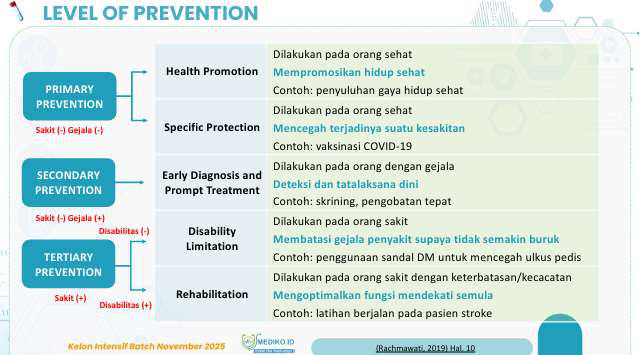 LEVEL OF PREVENTION
PRIMARY
PREVENTION
Sakit (-) Gejala (-)
Health Promotion
Dilakukan pada orang sehat
Mempromosikan hidup sehat
Contoh: penyuluhan gaya hidup sehat
Specific Protection
Dilakukan pada orang sehat
Mencegah terjadinya suatu kesakitan
Contoh: vaksinasi COVID-19
SECONDARY
PREVENTION
Sakit (-) Gejala (+)
Early Diagnosis and
Prompt Treatment
Dilakukan pada orang dengan gejala
Deteksi dan tatalaksana dini
Contoh: skrining, pengobatan tepat
TERTIARY
PREVENTION
Sakit (+)
Disabilitas (-)
Disability
Limitation
Dilakukan pada orang sakit
Membatasi gejala penyakit supaya tidak semakin buruk
Contoh: penggunaan sandal DM untuk mencegah ulkus pedis
Disabilitas (+)
Rehabilitation
Dilakukan pada orang sakit dengan keterbatasan/kecacatan
Mengoptimalkan fungsi mendekati semula
Contoh: latihan berjalan pada pasien stroke
Kelon Intensif Batch November 2025
MEDIKO.ID
(Rachmawati, 2019) Hal. 10